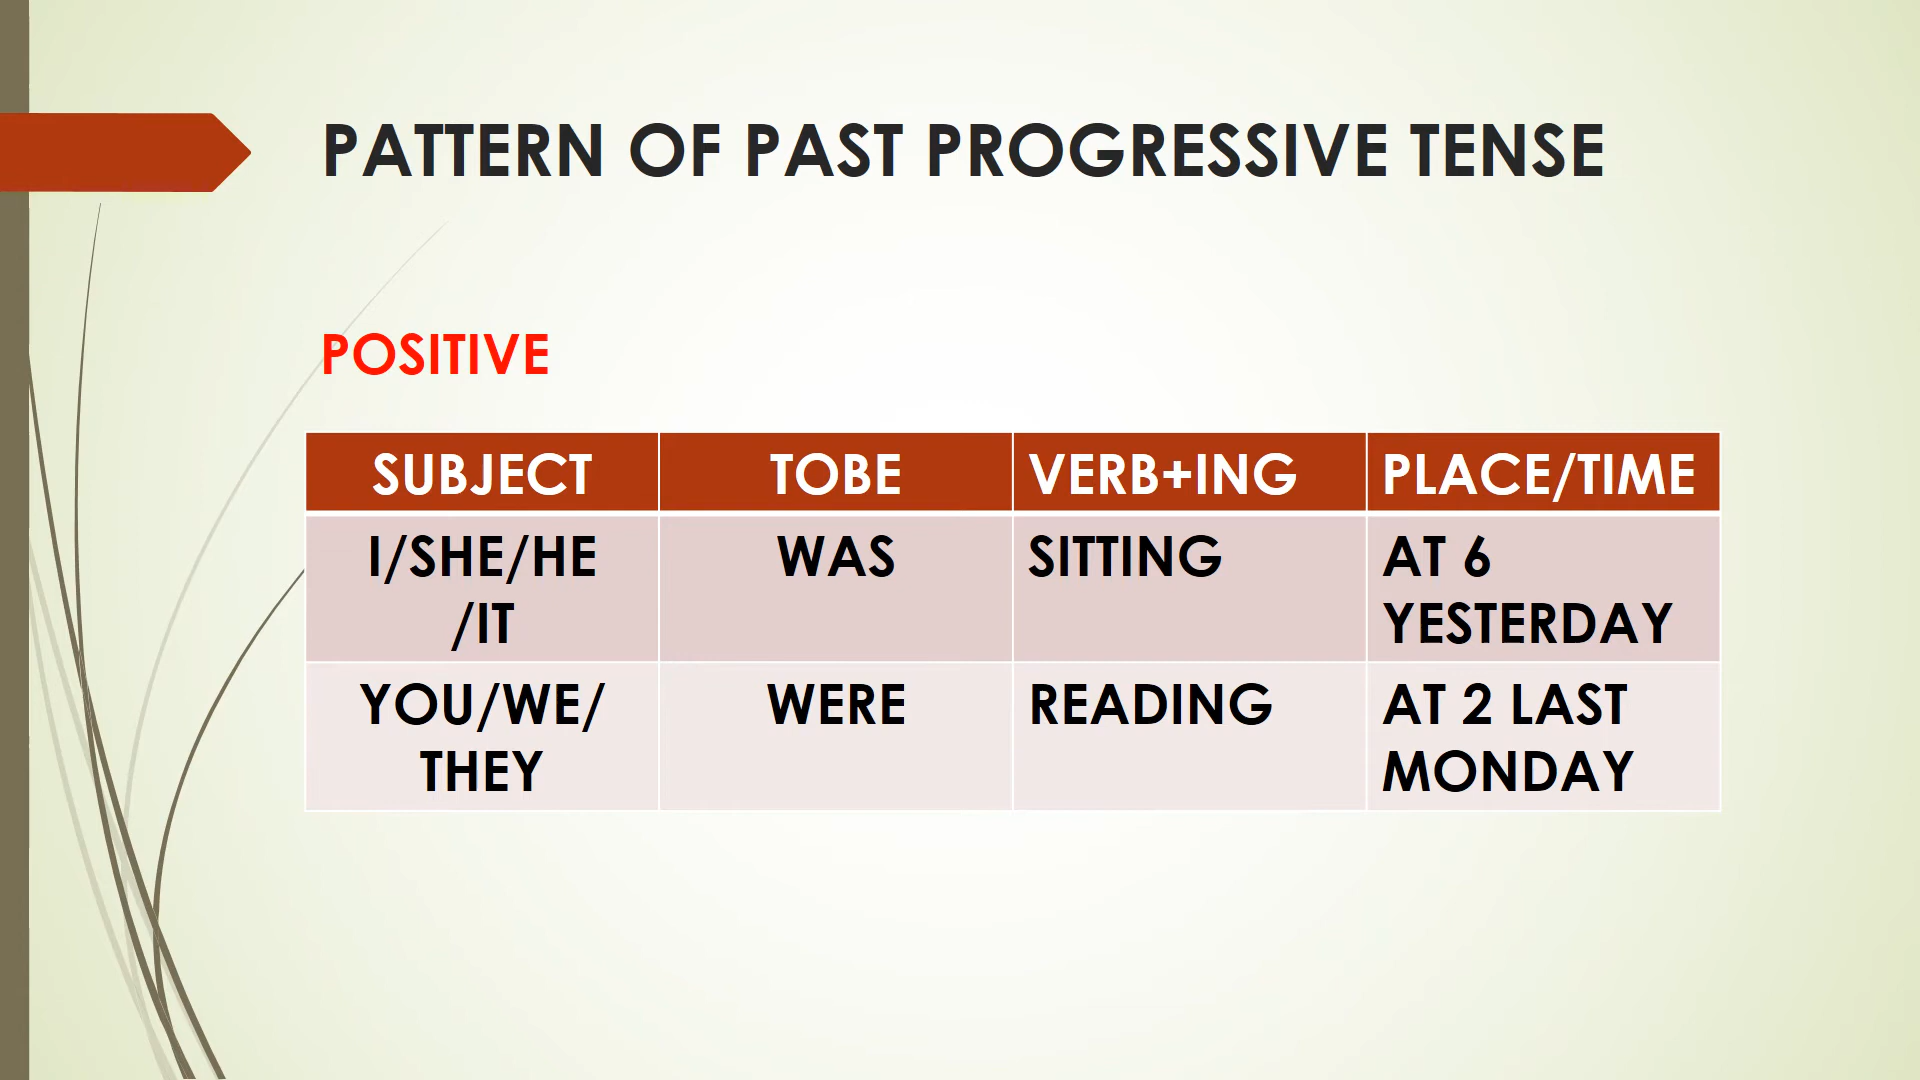 PATTERN OF PAST PROGRESSIVE TENSE
POSITIVE
SUBJECT TOBE VERB+ING PLACE/TIME
I/SHE/HE WAS SITTING AT 6
/IT YESTERDAY
YOU/WE/ WERE READING AT 2 LAST
THEY MONDAY